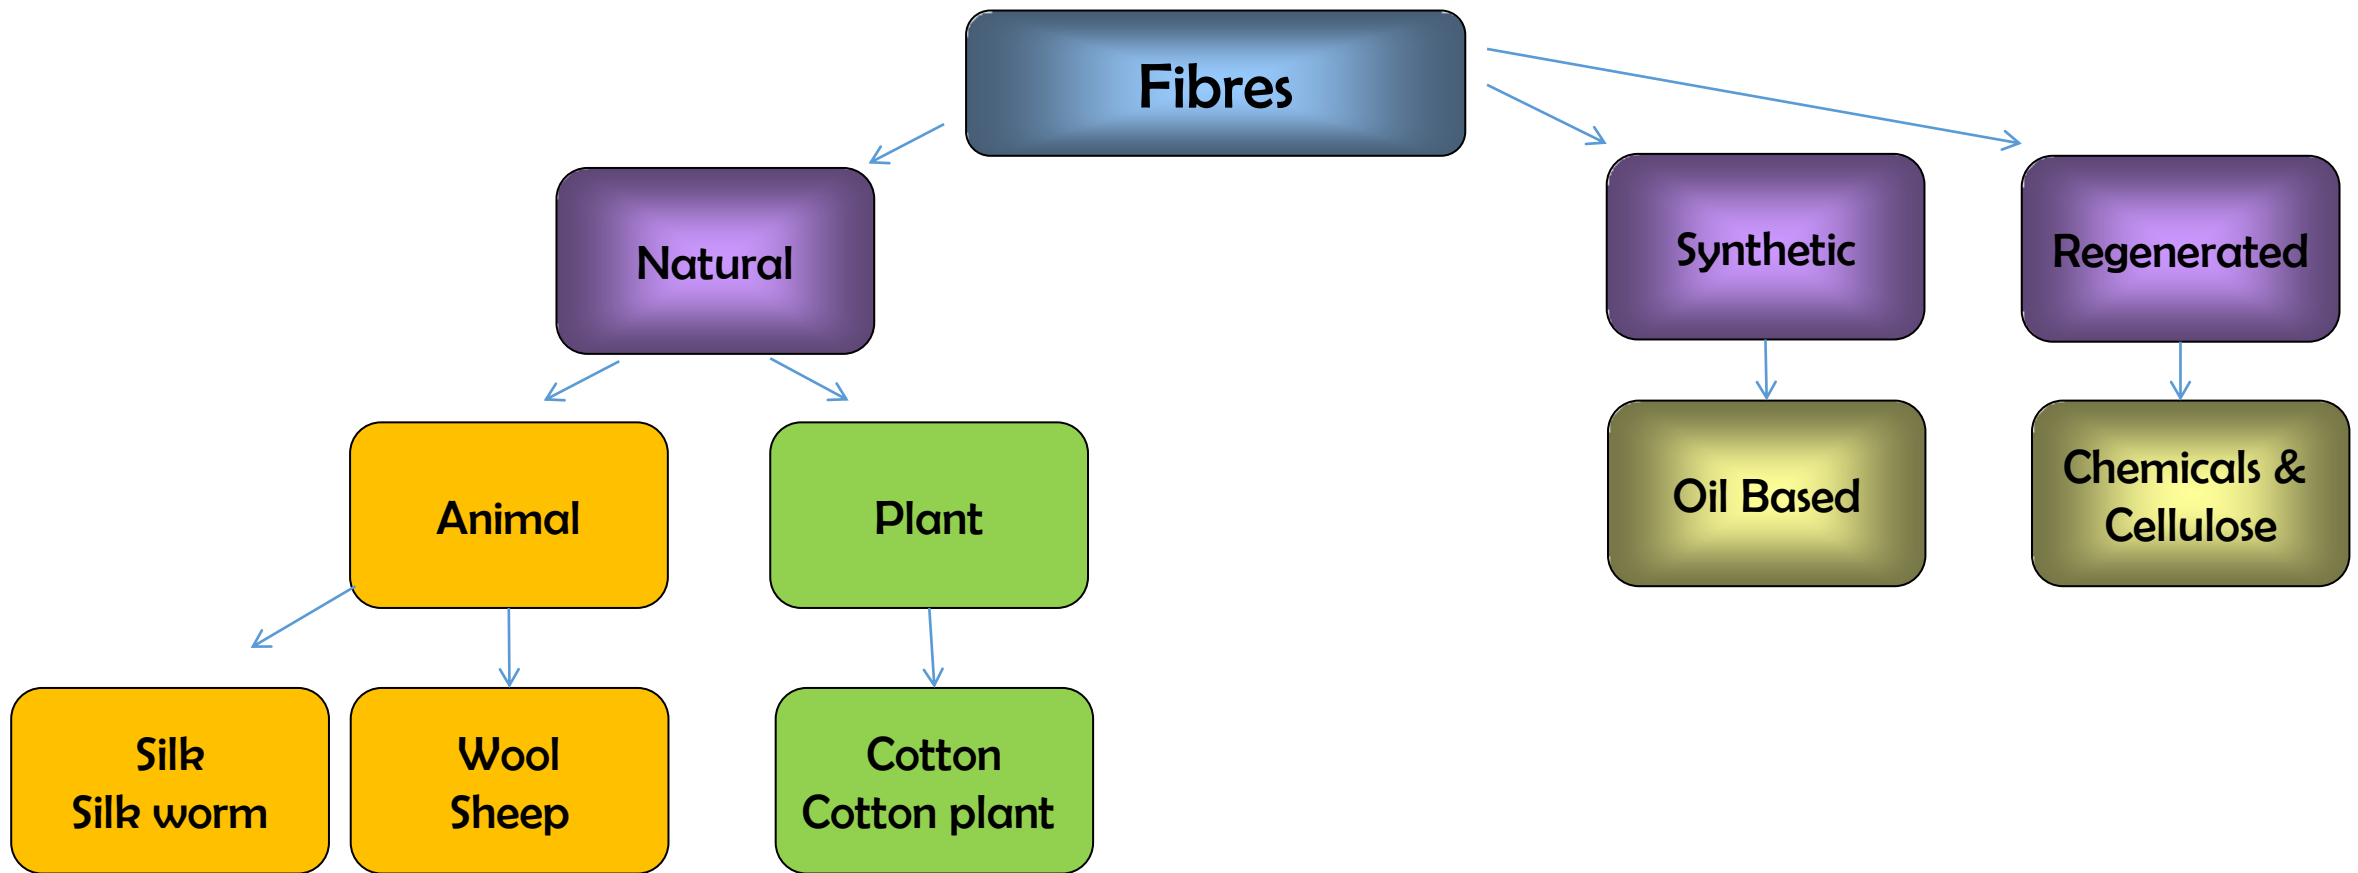 Fibres
Natural
Synthetic
Regenerated
Animal
Plant
Oil Based
Chemicals &
Cellulose
Silk
Silk worm
Wool
Sheep
Cotton
Cotton plant